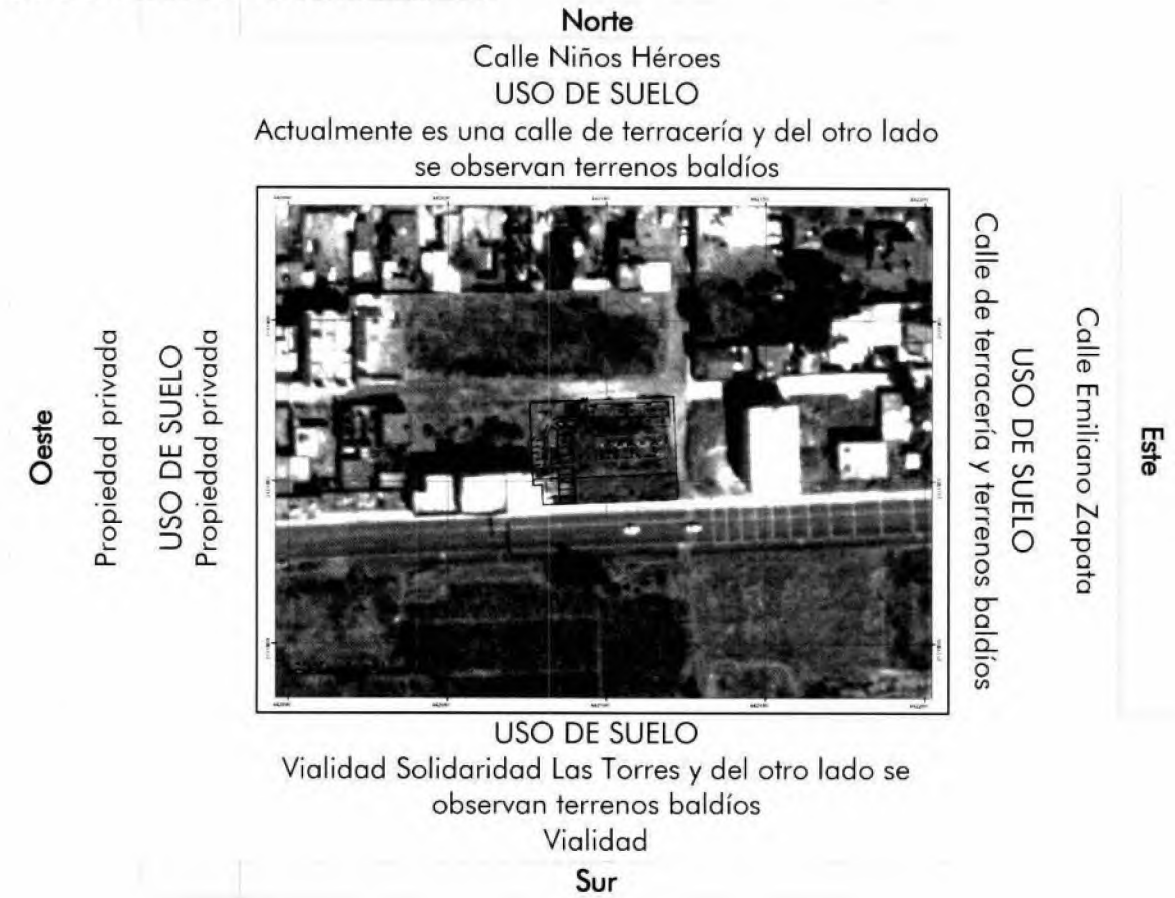 Norte
Calle Niños Héroes
USO DE SUELO
Actualmente es una calle de terracería y del otro lado
se observan terrenos baldíos
Oeste
Propiedad privada
USO DE SUELO
Propiedad privada
Calle de terracería y terrenos baldíos
USO DE SUELO
Calle Emiliano Zapata
Este
USO DE SUELO
Vialidad Solidaridad Las Torres y del otro lado se
observan terrenos baldíos
Vialidad
Sur